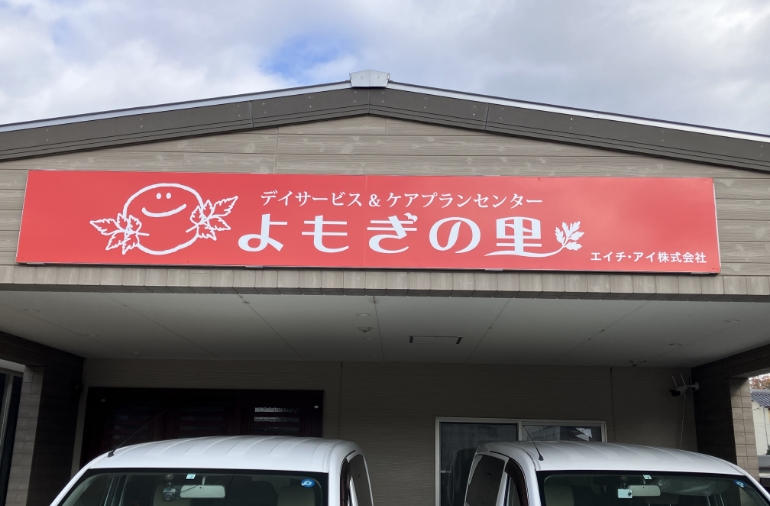 デイサービス & ケアプランセンター
よもぎの里
エイチ・アイ株式会社